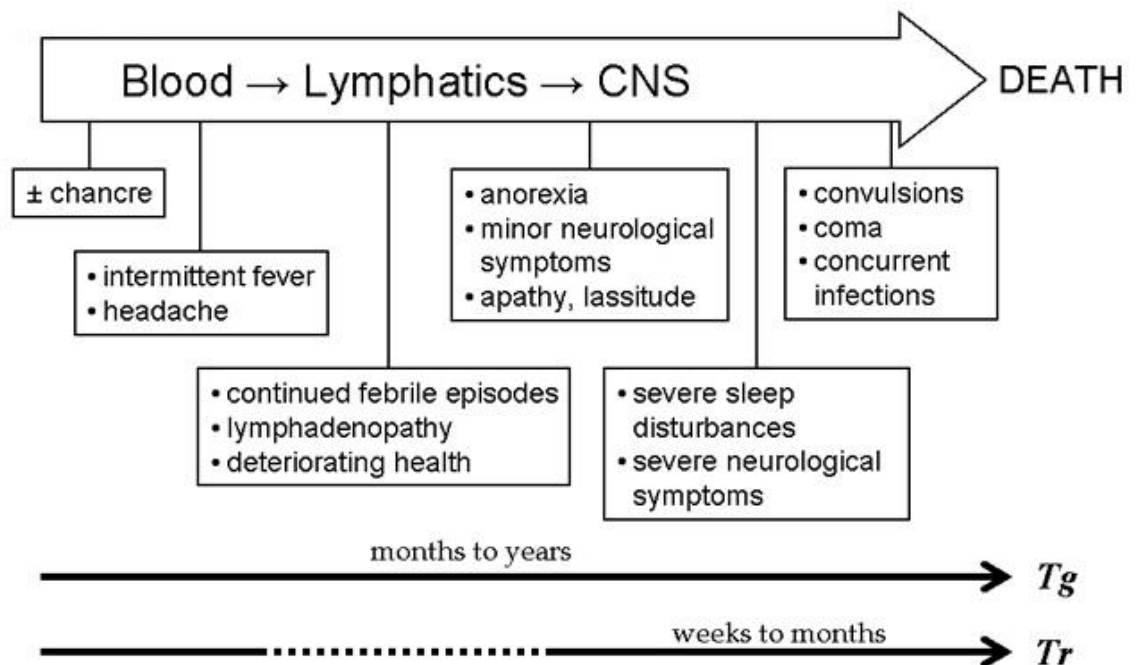 Blood → Lymphatics → CNS
DEATH
± chancre
• intermittent fever
• headache
• continued febrile episodes
• lymphadenopathy
• deteriorating health
• anorexia
• minor neurological
symptoms
• apathy, lassitude
• severe sleep
disturbances
• severe neurological
symptoms
• convulsions
• coma
• concurrent
infections
months to years
Tg
weeks to months
Tr